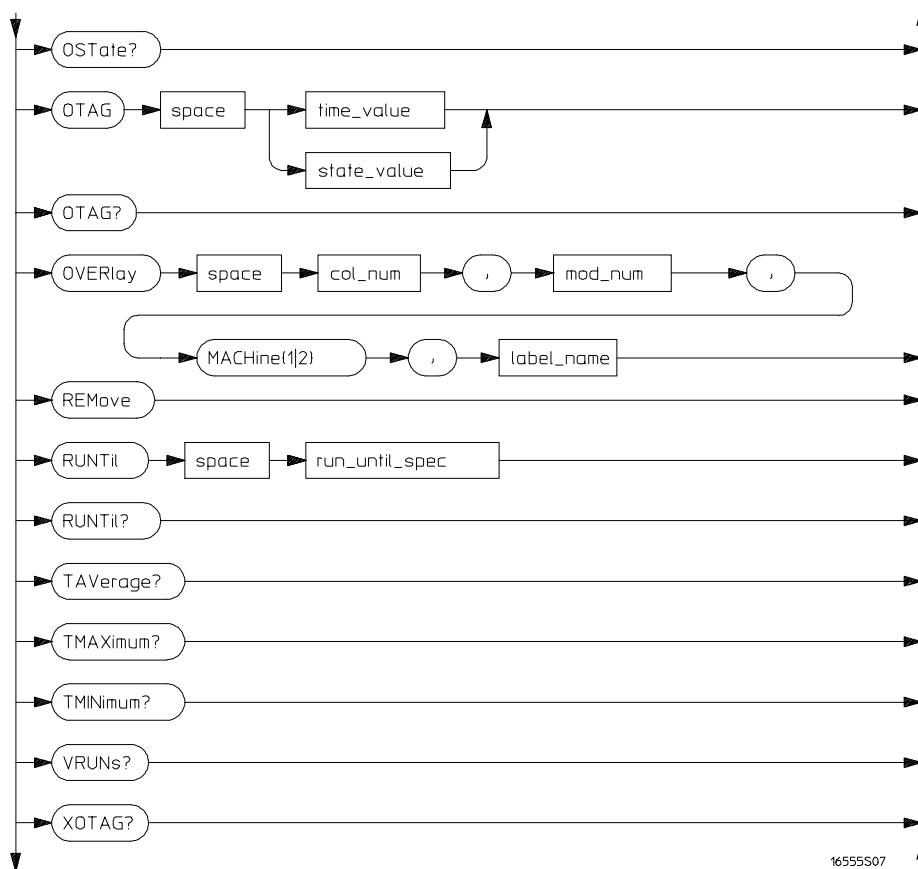 OSTate?
OTAG space time_value
state_value
OTAG?
OVERlay space col_num , mod_num ,
MACHine{1|2} , label_name
REMove
RUNTil space run_until_spec
RUNTil?
TAVerage?
TMAXimum?
TMINimum?
VRUNs?
XOTAG?
16555S07